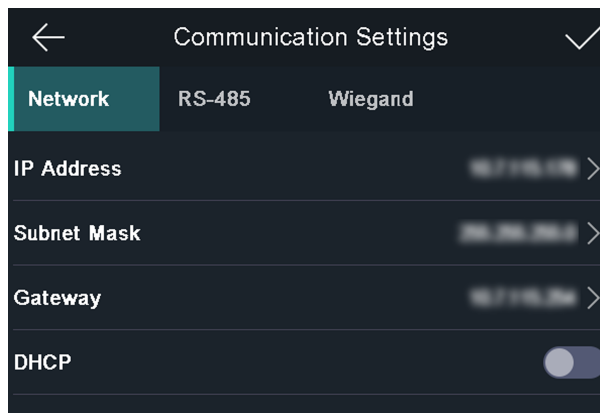 Communication Settings
Network RS-485 Wiegand
IP Address
Subnet Mask
Gateway
DHCP